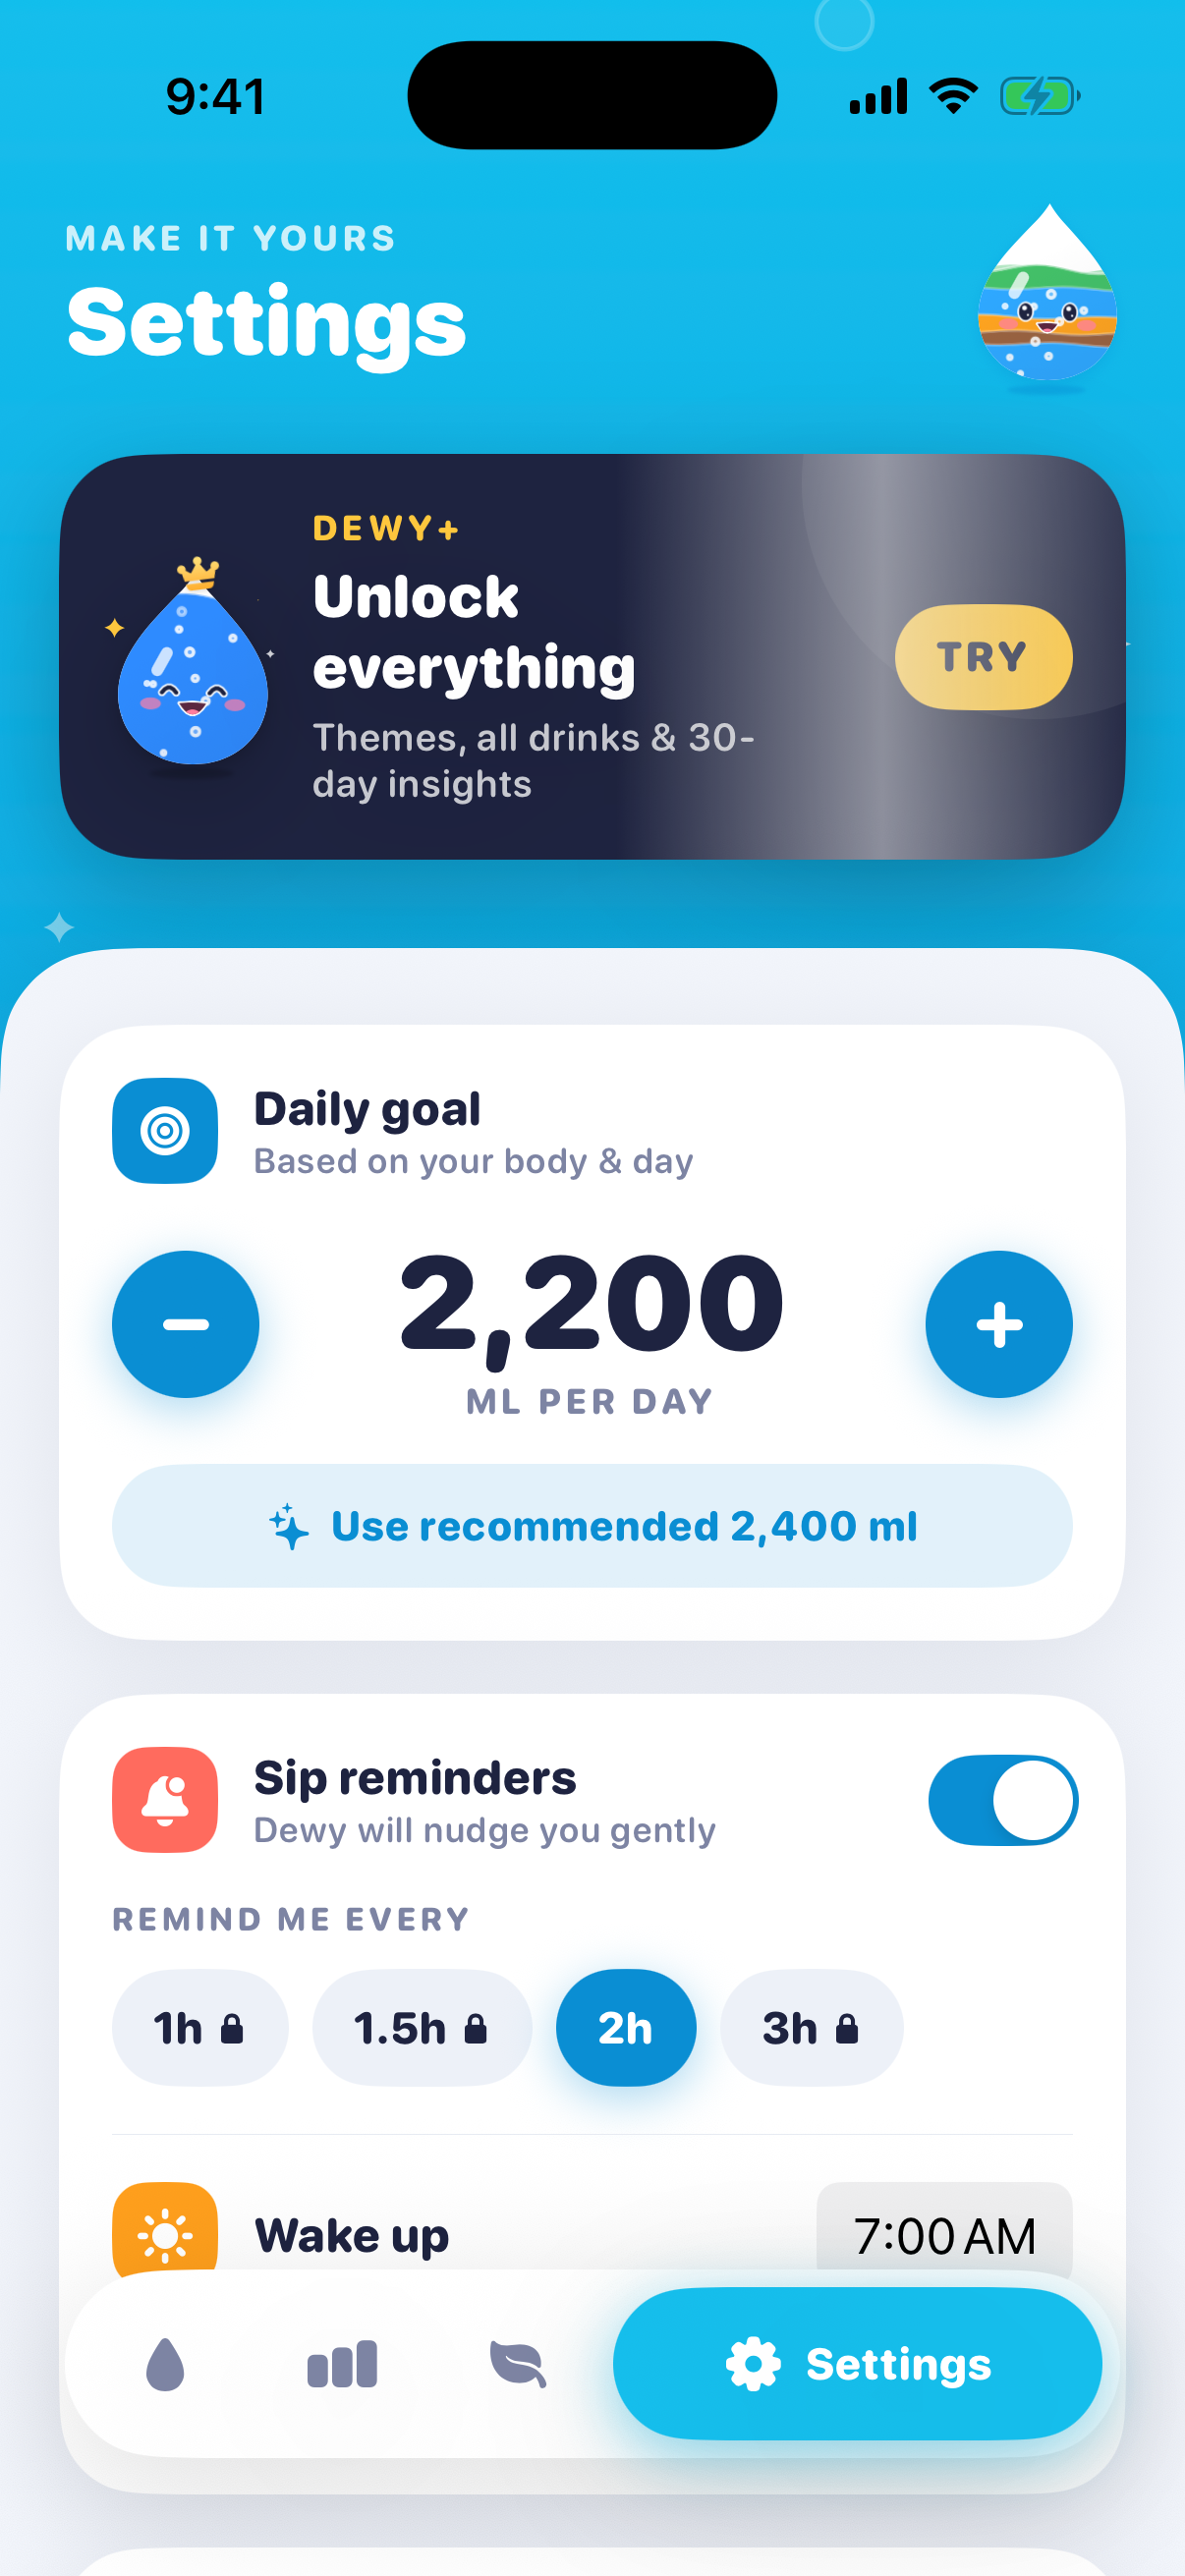 9:41
MAKE IT YOURS
Settings
DEWY+
Unlock
everything
Themes, all drinks & 30-
day insights
TRY
Daily goal
Based on your body & day
2,200
ML PER DAY
Use recommended 2,400 ml
Sip reminders
Dewy will nudge you gently
REMIND ME EVERY
1h
1.5h
2h
3h
Wake up
7:00 AM
Settings